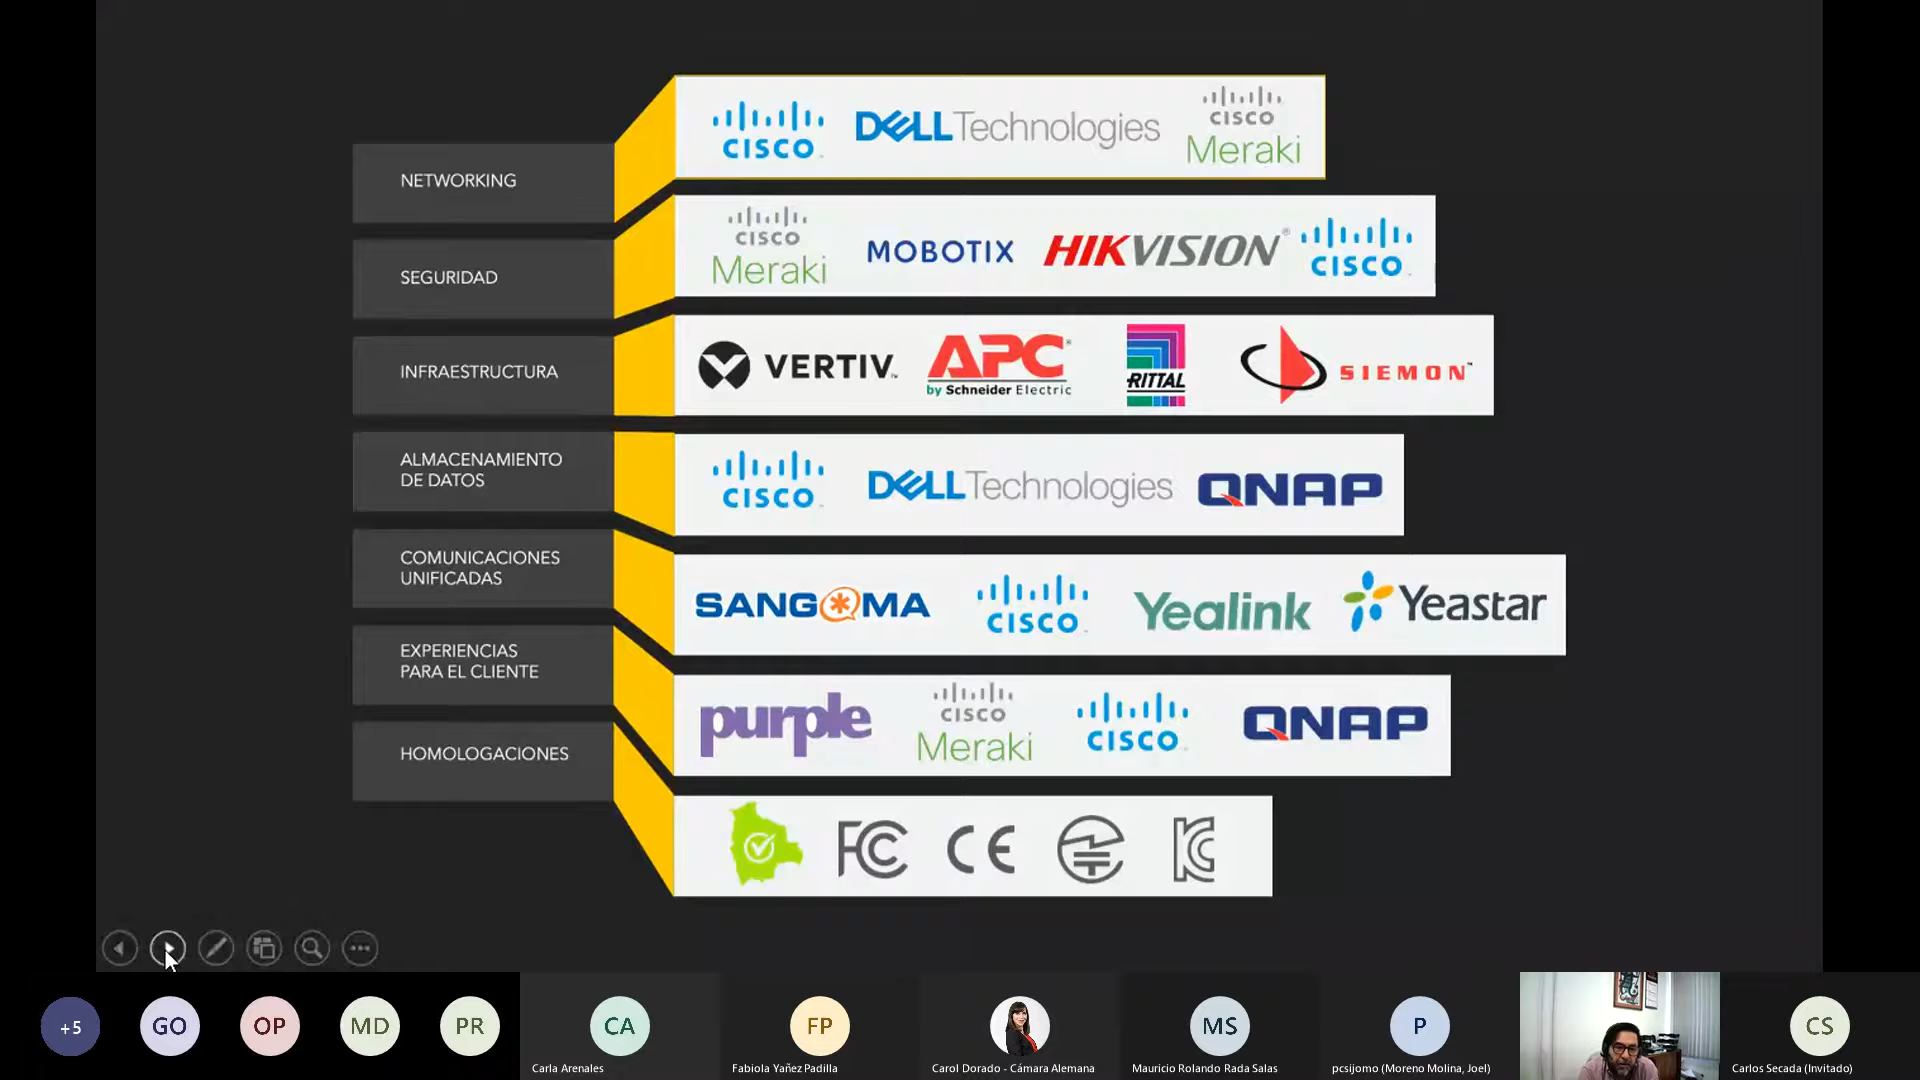 NETWORKING
CISCO
DELL Technologies
CISCO
Meraki
SEGURIDAD
CISCO
Meraki
MOBOTIX
HIKVISION®
CISCO
INFRAESTRUCTURA
VERTIV™
APC®
by Schneider Electric
RITTAL
SIEMON™
ALMACENAMIENTO
DE DATOS
CISCO
DELL Technologies
QNAP
COMUNICACIONES
UNIFICADAS
SANGOMA
CISCO
Yealink
Yeastar
EXPERIENCIAS
PARA EL CLIENTE
purple
CISCO
Meraki
CISCO
QNAP
HOMOLOGACIONES
FC
CE
KC
+5
GO
OP
MD
PR
CA
Carla Arenales
FP
Fabiola Yañez Padilla
Carol Dorado - Cámara Alemana
MS
Mauricio Rolando Rada Salas
P
pcsijomo (Moreno Molina, Joel)
CS
Carlos Secada (Invitado)